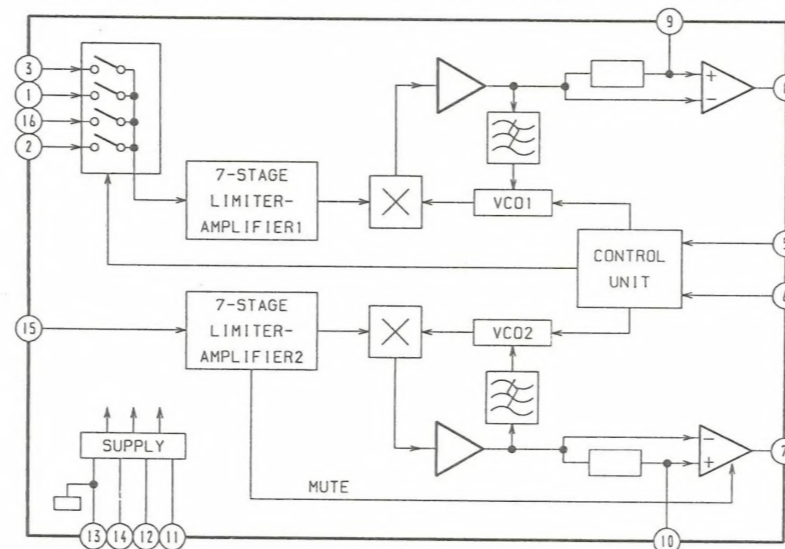 9
3
1
16
2
+
−
7-STAGE
LIMITER-
AMPLIFIER1
VCO1
5
CONTROL
UNIT
6
7-STAGE
LIMITER-
AMPLIFIER2
15
VCO2
SUPPLY
−
+
7
MUTE
13 14 12 11
10